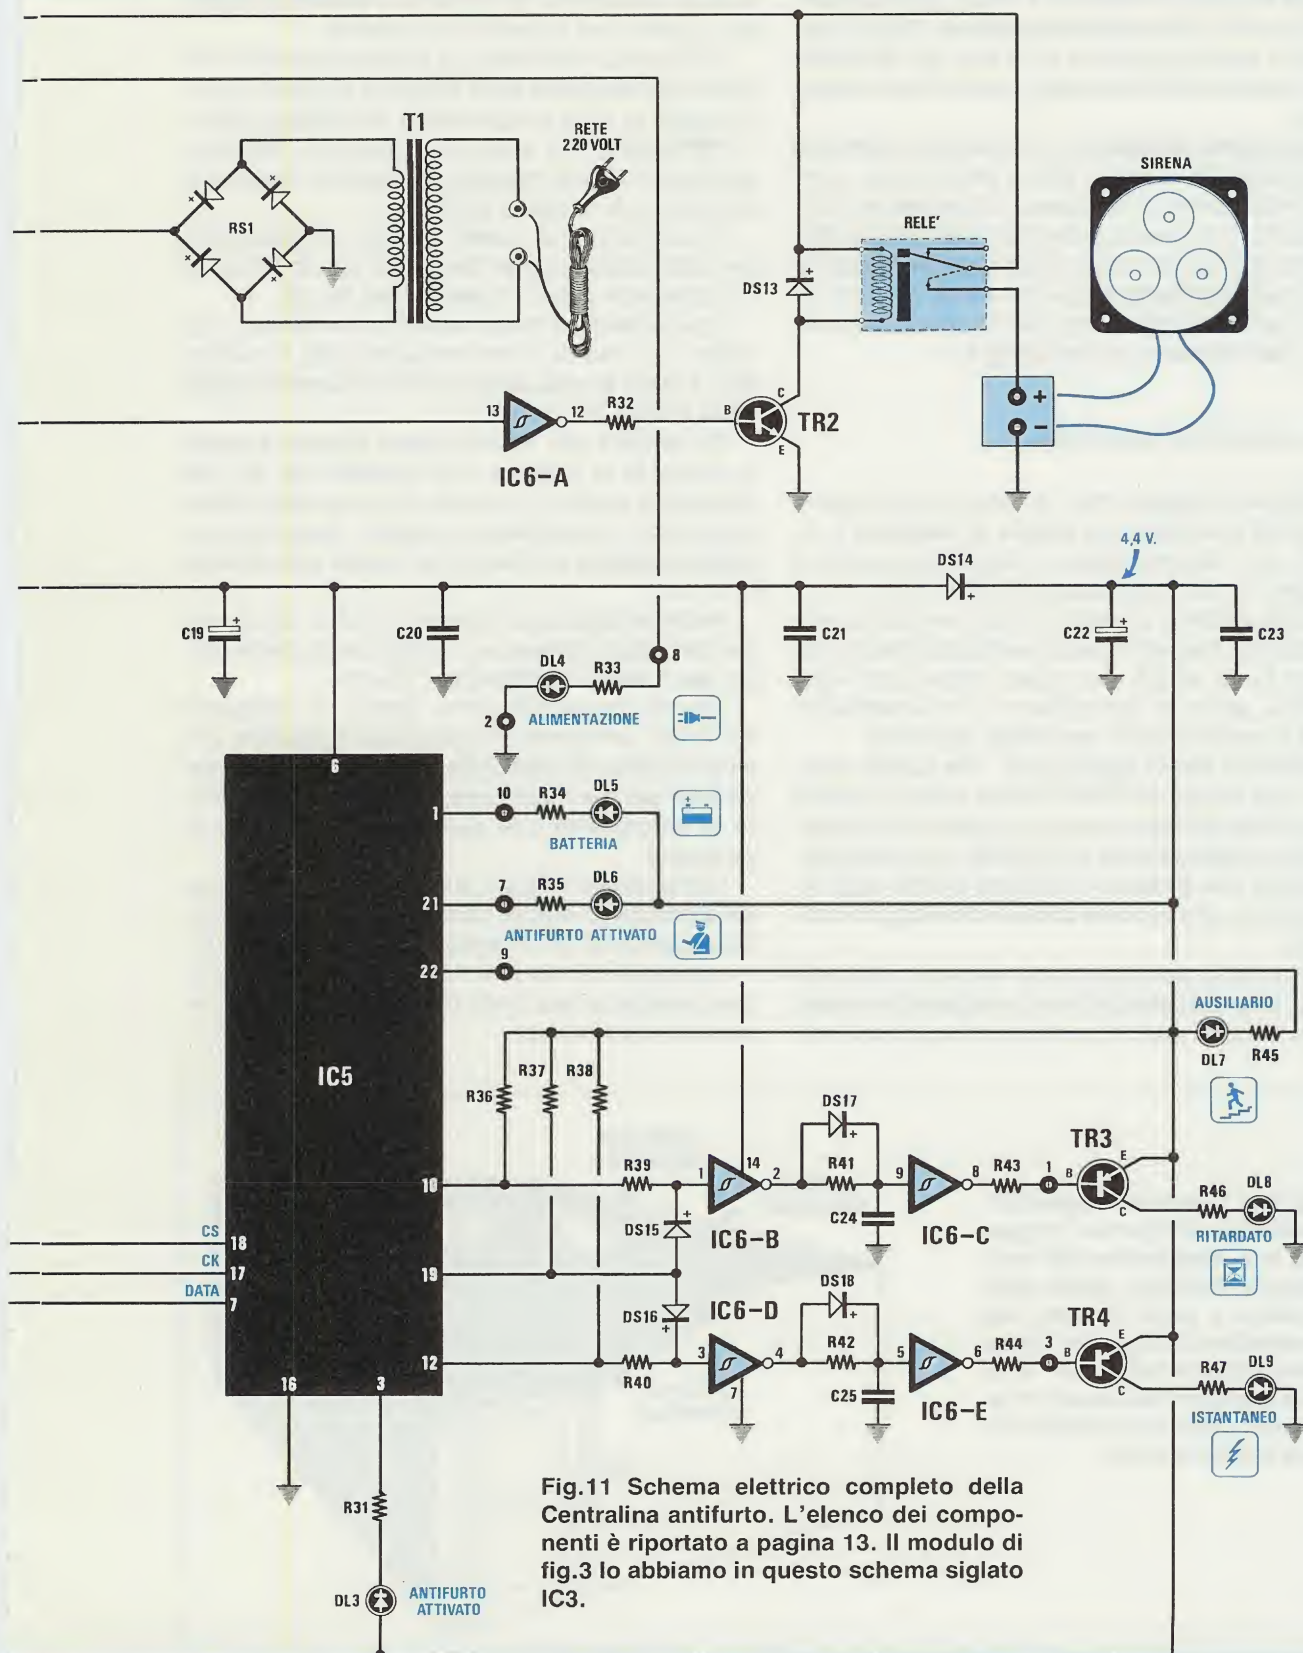 T1
RETE
220 VOLT
SIRENA
RS1
RELE'
DS13
+
13
12
R32
B
C
E
TR2
+
−
IC6-A
4,4 V.
DS14
+
C19
+
C20
C21
C22
+
C23
DL4
R33
8
2
ALIMENTAZIONE
6
1
10
R34
DL5
BATTERIA
21
7
R35
DL6
ANTIFURTO ATTIVATO
22
9
AUSILIARIO
DL7
R45
IC5
R36
R37
R38
DS17
+
TR3
10
R39
1
14
2
R41
9
8
R43
1
B
E
C
R46
DL8
DS15
+
IC6-B
C24
IC6-C
RITARDATO
CS
18
CK
17
DATA
7
19
DS16
+
IC6-D
DS18
+
TR4
12
R40
3
4
7
R42
5
6
R44
3
B
E
C
R47
DL9
C25
IC6-E
ISTANTANEO
16
3
R31
DL3
ANTIFURTO
ATTIVATO
Fig.11 Schema elettrico completo della
Centralina antifurto. L'elenco dei compo-
nenti è riportato a pagina 13. Il modulo di
fig.3 lo abbiamo in questo schema siglato
IC3.